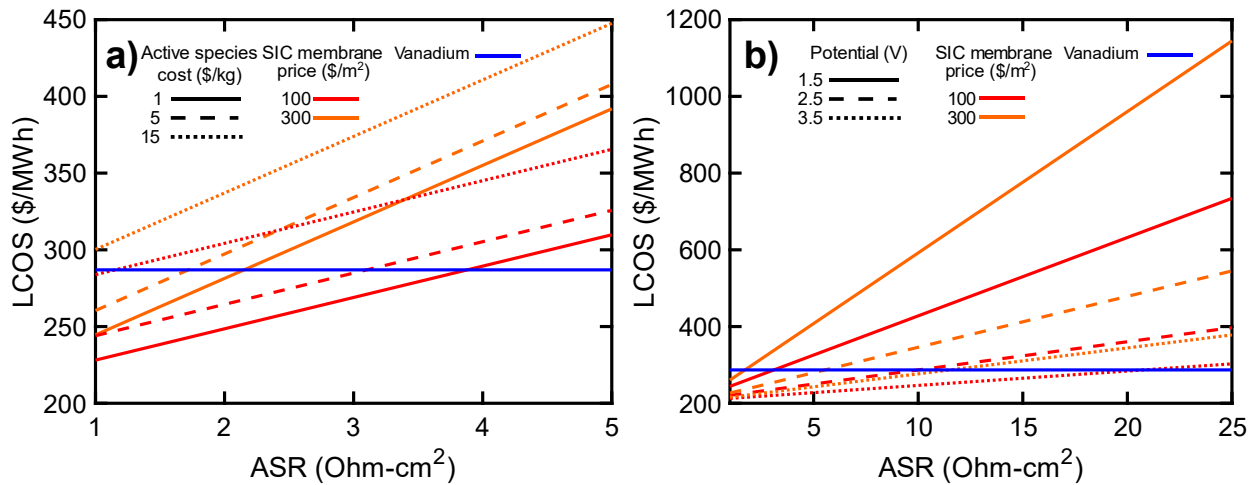 a)
Active species
cost ($/kg)
1
5
15
SIC membrane
price ($/m²)
100
300
Vanadium
450
400
350
300
250
200
LCOS ($/MWh)
1
2
3
4
5
ASR (Ohm-cm²)
b)
Potential (V)
1.5
2.5
3.5
SIC membrane
price ($/m²)
100
300
Vanadium
1200
1000
800
600
400
200
LCOS ($/MWh)
5
10
15
20
25
ASR (Ohm-cm²)